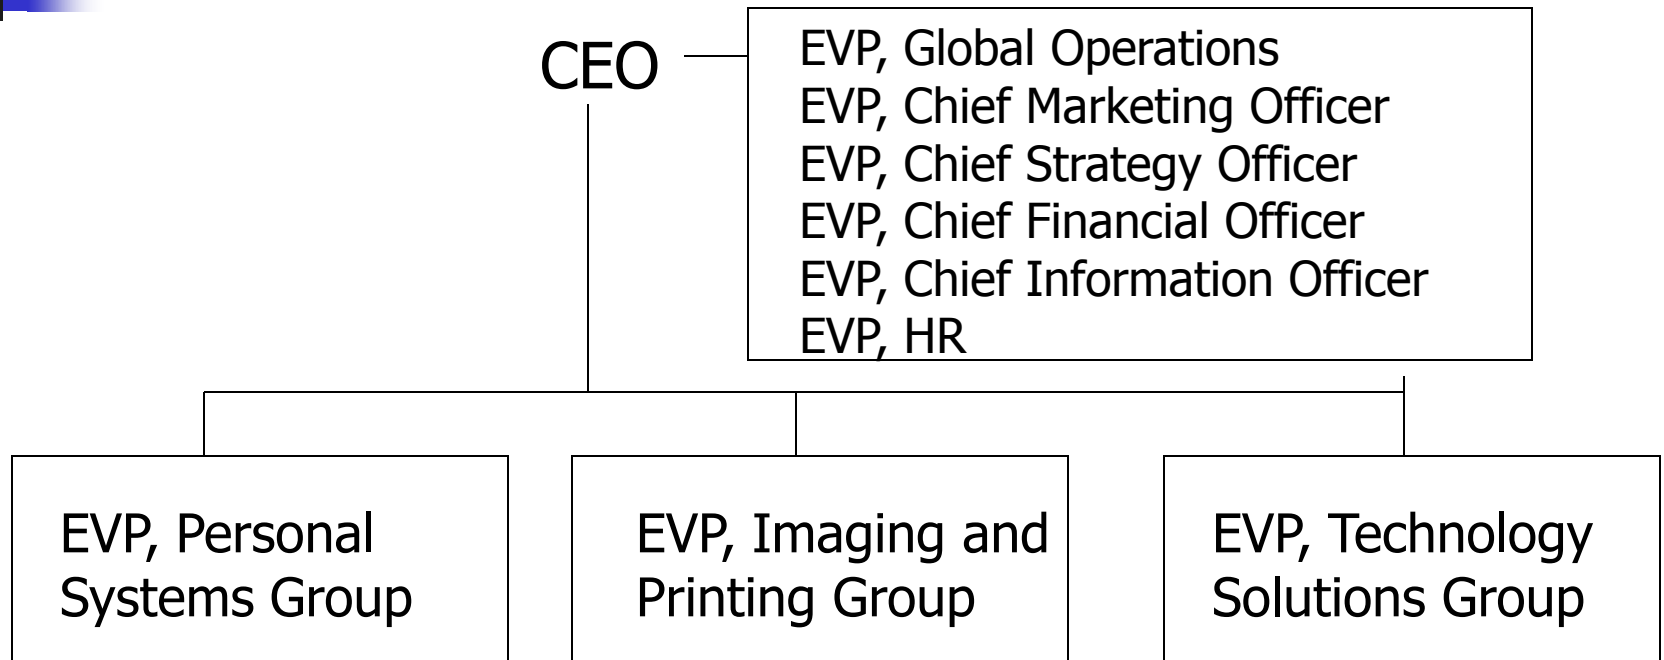 CEO
EVP, Global Operations
EVP, Chief Marketing Officer
EVP, Chief Strategy Officer
EVP, Chief Financial Officer
EVP, Chief Information Officer
EVP, HR
EVP, Personal
Systems Group
EVP, Imaging and
Printing Group
EVP, Technology
Solutions Group